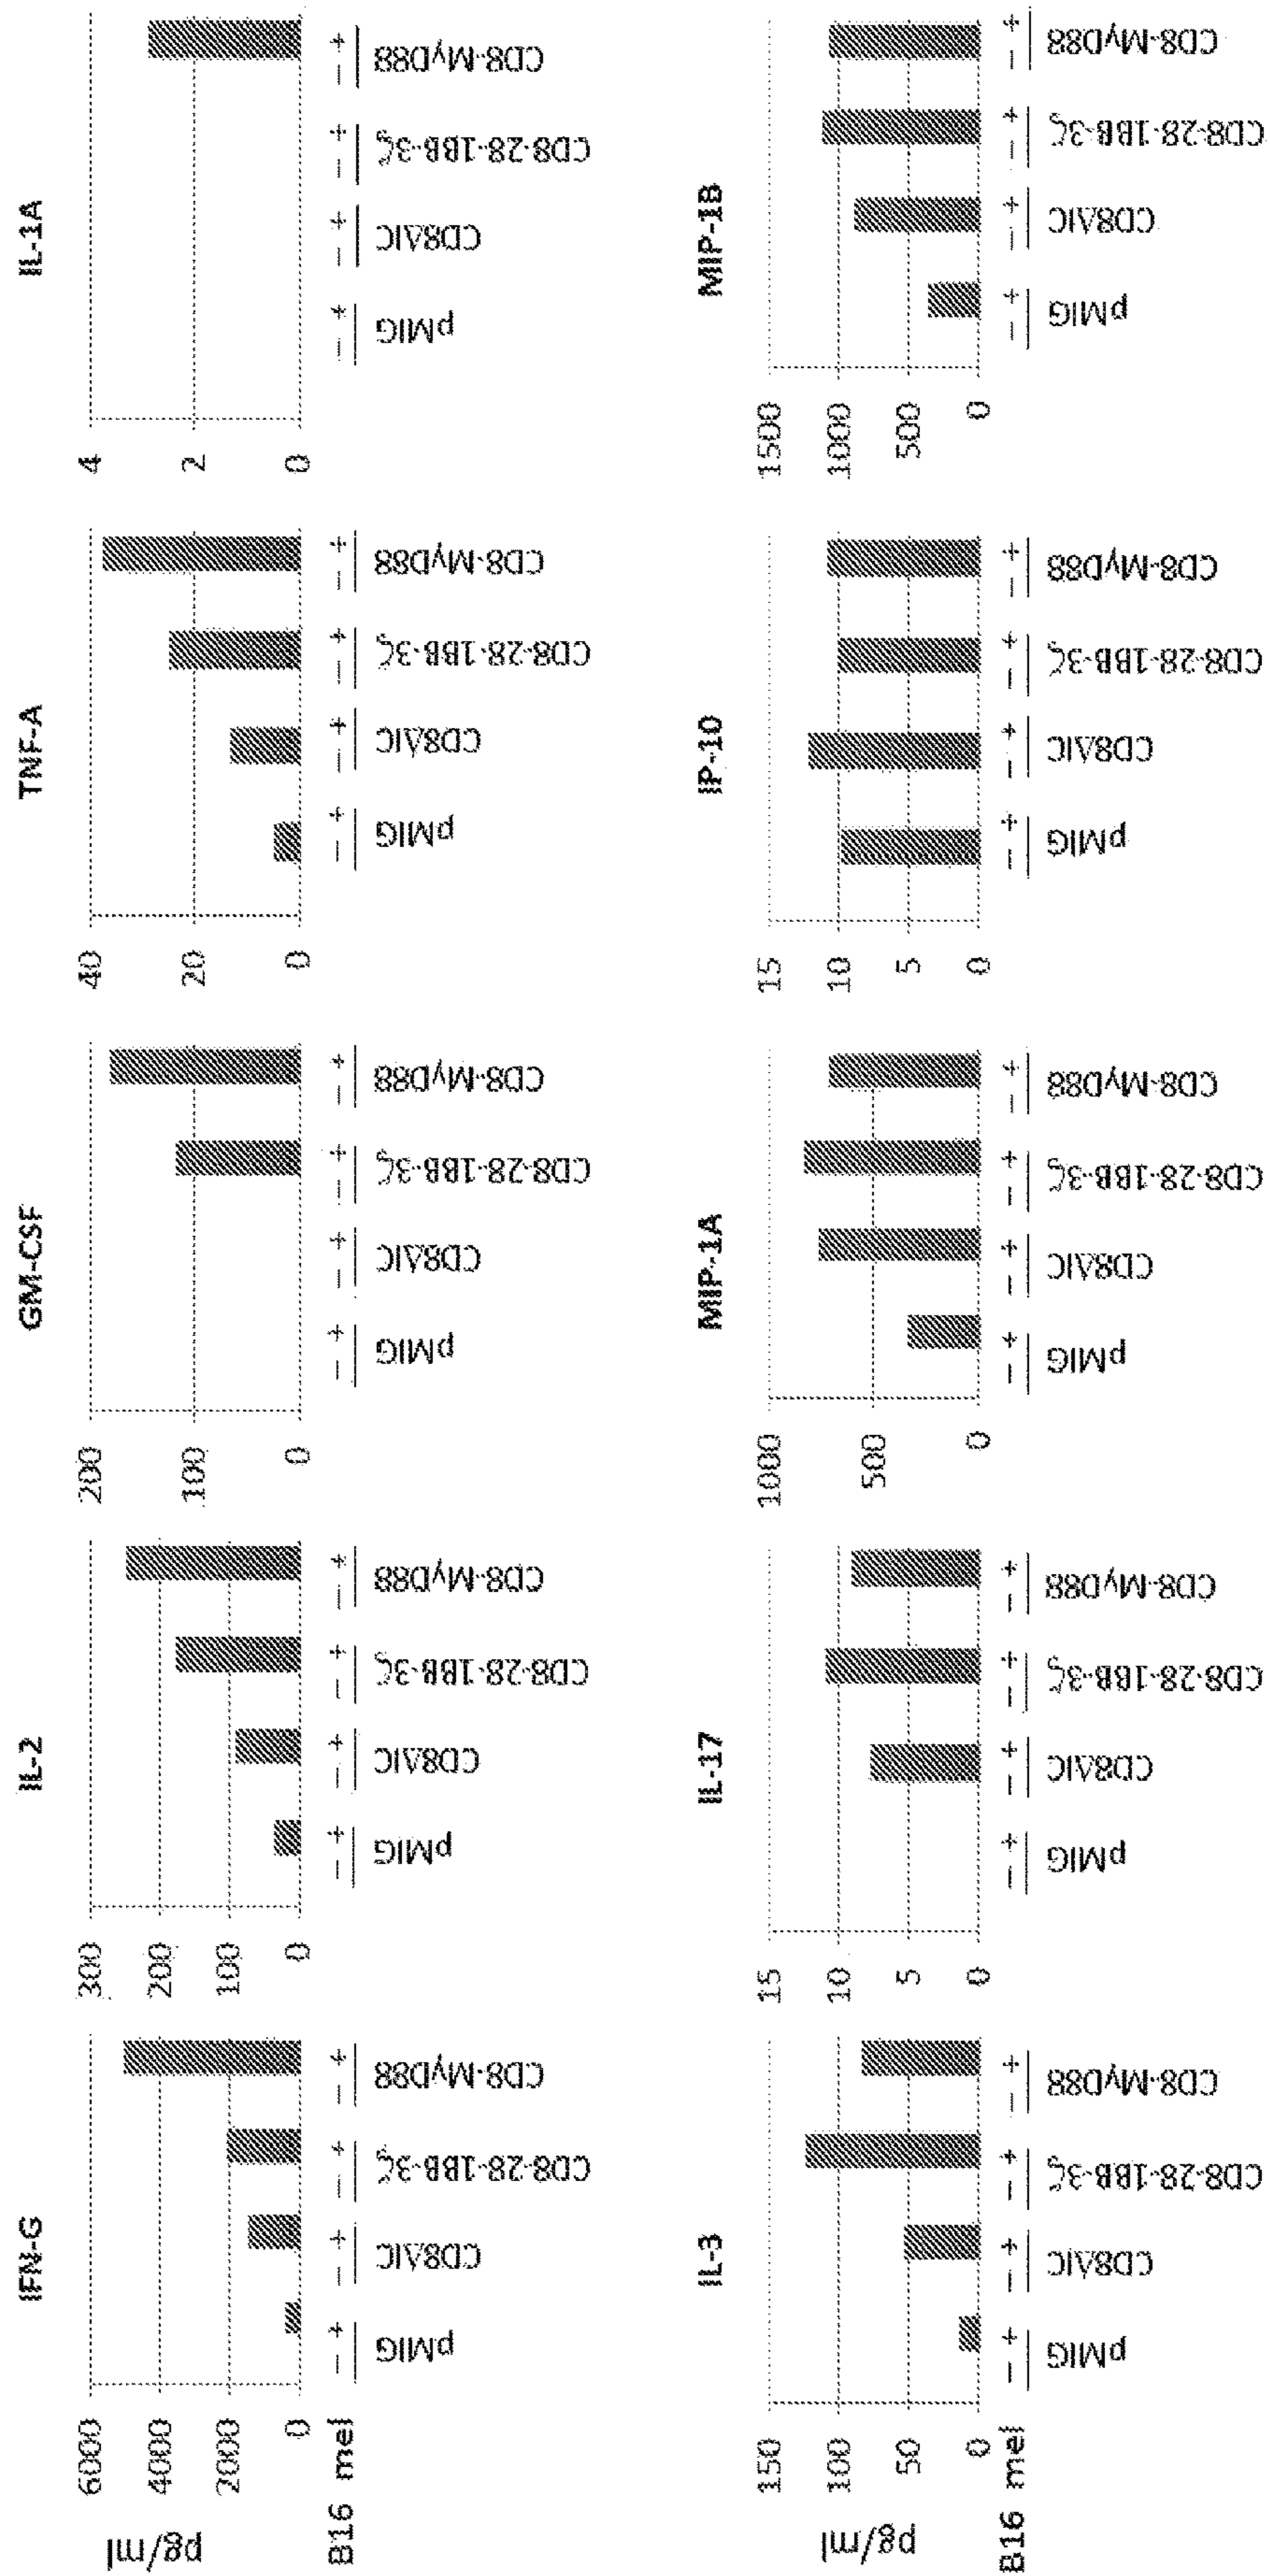 IFN-G
pg/ml
6000
4000
2000
0
B16 mel
− + − + − + − +
pMIG
CD8ΔIC
CD8-28-1BB-3ζ
CD8-MyD88
IL-2
300
200
100
0
− + − + − + − +
pMIG
CD8ΔIC
CD8-28-1BB-3ζ
CD8-MyD88
GM-CSF
200
100
0
− + − + − + − +
pMIG
CD8ΔIC
CD8-28-1BB-3ζ
CD8-MyD88
TNF-A
40
20
0
− + − + − + − +
pMIG
CD8ΔIC
CD8-28-1BB-3ζ
CD8-MyD88
IL-1A
4
2
0
− + − + − + − +
pMIG
CD8ΔIC
CD8-28-1BB-3ζ
CD8-MyD88
IL-3
pg/ml
150
100
50
0
B16 mel
− + − + − + − +
pMIG
CD8ΔIC
CD8-28-1BB-3ζ
CD8-MyD88
IL-17
15
10
5
0
− + − + − + − +
pMIG
CD8ΔIC
CD8-28-1BB-3ζ
CD8-MyD88
MIP-1A
1000
500
0
− + − + − + − +
pMIG
CD8ΔIC
CD8-28-1BB-3ζ
CD8-MyD88
IP-10
15
10
5
0
− + − + − + − +
pMIG
CD8ΔIC
CD8-28-1BB-3ζ
CD8-MyD88
MIP-1B
1500
1000
500
0
− + − + − + − +
pMIG
CD8ΔIC
CD8-28-1BB-3ζ
CD8-MyD88